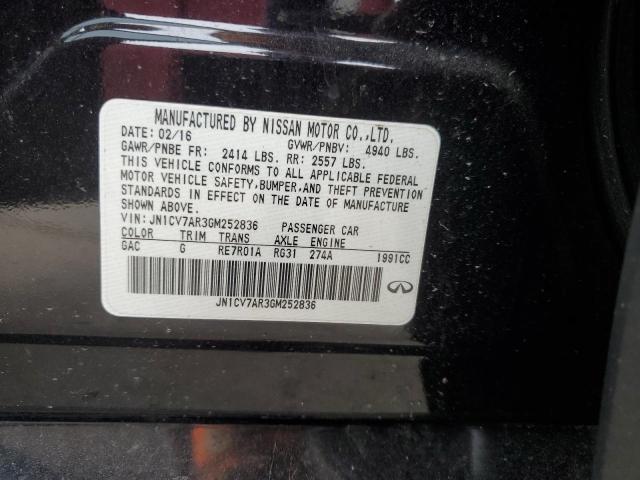 MANUFACTURED BY NISSAN MOTOR CO.,LTD.
DATE: 02/16 GVWR/PNBV: 4940 LBS.
GAWR/PNBE FR: 2414 LBS. RR: 2557 LBS.
THIS VEHICLE CONFORMS TO ALL APPLICABLE FEDERAL
MOTOR VEHICLE SAFETY, BUMPER, AND THEFT PREVENTION
STANDARDS IN EFFECT ON THE DATE OF MANUFACTURE
SHOWN ABOVE.
VIN: JN1CV7AR3GM252836 PASSENGER CAR
COLOR TRIM TRANS AXLE ENGINE
GAC G RE7R01A RG31 274A 1991CC
JN1CV7AR3GM252836